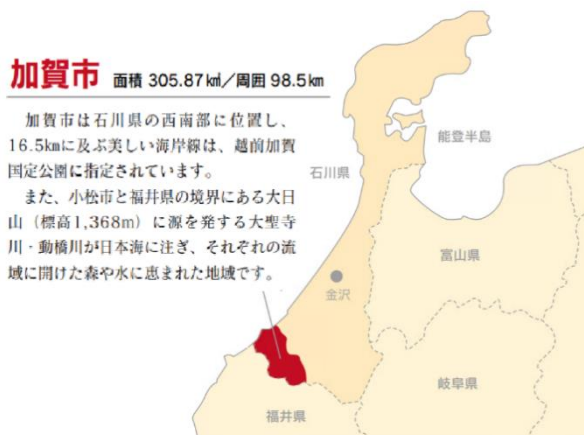 加賀市 面積 305.87㎢／周囲 98.5㎞
加賀市は石川県の西南部に位置し、
16.5㎞に及ぶ美しい海岸線は、越前加賀
国定公園に指定されています。
また、小松市と福井県の境界にある大日
山（標高1,368m）に源を発する大聖寺
川・動橋川が日本海に注ぎ、それぞれの流
域に開けた森や水に恵まれた地域です。
能登半島
石川県
富山県
金沢
岐阜県
福井県